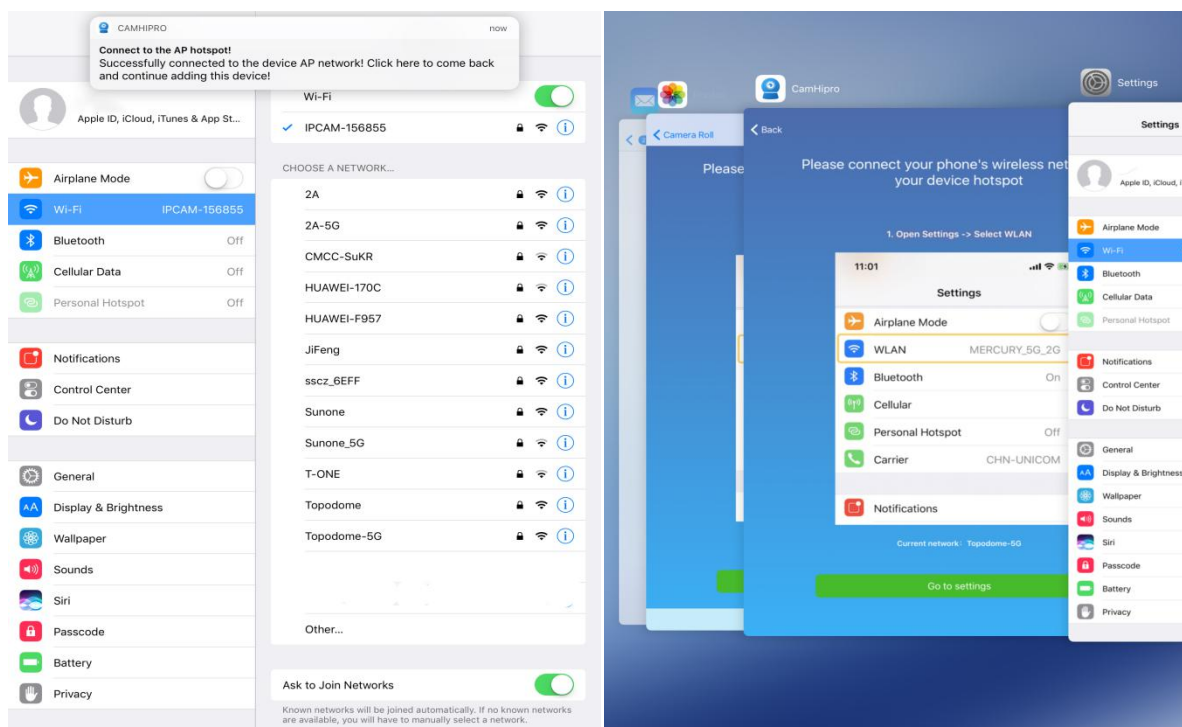 CAMHIPRO now
Connect to the AP hotspot!
Successfully connected to the device AP network! Click here to come back
and continue adding this device!
Apple ID, iCloud, iTunes & App St...
Airplane Mode
Wi-Fi IPCAM-156855
Bluetooth Off
Cellular Data Off
Personal Hotspot Off
Notifications
Control Center
Do Not Disturb
General
Display & Brightness
Wallpaper
Sounds
Siri
Passcode
Battery
Privacy
Wi-Fi
IPCAM-156855
CHOOSE A NETWORK...
2A
2A-5G
CMCC-SuKR
HUAWEI-170C
HUAWEI-F957
JiFeng
sscz_6EFF
Sunone
Sunone_5G
T-ONE
Topodome
Topodome-5G
Other...
Ask to Join Networks
Known networks will be joined automatically. If no known networks
are available, you will have to manually select a network.
Camera Roll
Please
CamHipro
Back
Please connect your phone's wireless net
your device hotspot
1. Open Settings -> Select WLAN
11:01
Settings
Airplane Mode
WLAN MERCURY_5G_2G
Bluetooth On
Cellular
Personal Hotspot Off
Carrier CHN-UNICOM
Notifications
Current network: Topodome-5G
Go to settings
Settings
Settings
Apple ID, iCloud, i
Airplane Mode
Wi-Fi
Bluetooth
Cellular Data
Personal Hotspot
Notifications
Control Center
Do Not Disturb
General
Display & Brightness
Wallpaper
Sounds
Siri
Passcode
Battery
Privacy